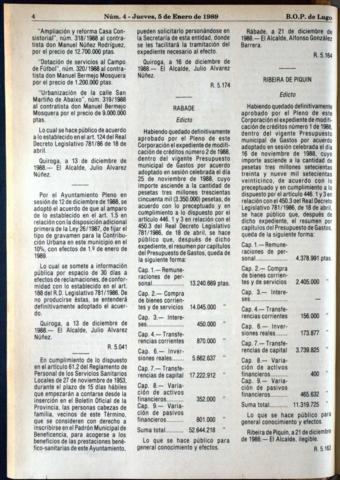 4
Núm. 4 - Jueves, 5 de Enero de 1989
B.O.P. de Lugo
"Ampliación y reforma Casa Con-
sistorial", núm. 318/1988 al contra-
tista don Manuel Núñez Rodríguez,
por el precio de 12.700.000 ptas.
"Dotación de servicios al Campo
de Fútbol", núm. 320/1988 al contra-
tista don Manuel Bermejo Mosquera
por el precio de 1.200.000 ptas.
"Urbanización de la calle San
Martiño de Abaixo", núm. 319/1988
al contratista don Manuel Bermejo
Mosquera por el precio de 9.000.000
ptas.
Lo cual se hace público de acuerdo
a lo establecido en el art. 124 del Real
Decreto Legislativo 781/86 de 18 de
abril.
Quiroga, a 13 de diciembre de
1988.— El Alcalde, Julio Alvarez
Núñez.
Por el Ayuntamiento Pleno en
sesión de 12 de diciembre de 1988, se
adoptó el acuerdo de que al amparo
de lo establecido en el art. 13 en
relación con la disposición adicional
primera de la Ley 26/1987, de fijar el
tipo de gravamen para la Contribu-
ción Urbana en este municipio en el
10%, con efectos de 1.º de enero de
1989.
Lo cual se somete a información
pública por espacio de 30 días a
efectos de reclamaciones, de confor-
midad con lo establecido en el art.
188 del R.D. Legislativo 781/1986. De
no producirse éstas, se entenderá
definitivamente adoptado el acuer-
do.
Quiroga, a 13 de diciembre de
1988.— El Alcalde, Julio Alvarez
Núñez.
R. 5.041
En cumplimiento de lo dispuesto
en el artículo 61.2 del Reglamento de
Personal de los Servicios Sanitarios
Locales de 27 de noviembre de 1953,
durante el plazo de 15 días hábiles
que empezarán a contarse desde la
inserción en el Boletín Oficial de la
Provincia, las personas cabezas de
familia, vecinos de este Término,
que se consideren con derecho a
inscribirse en el Padrón Municipal de
Beneficencia, para acogerse a los
beneficios de las prestaciones bené-
fico-sanitarias de este Ayuntamiento,
pueden solicitarlo personándose en
la Secretaría de esta entidad, donde
se les facilitará la tramitación del
expediente necesario al efecto.
Quiroga, a 16 de diciembre de
1988.— El Alcalde, Julio Alvarez
Núñez.
R. 5.174
RABADE
Edicto
Habiendo quedado definitivamente
aprobado por el Pleno de este
Corporación el expediente de modifi-
cación de créditos número 2 de 1988,
dentro del vigente Presupuesto
municipal de Gastos por acuerdo
adoptado en sesión celebrada el día
25 de noviembre de 1988, cuyo
importe asciende a la cantidad de
pesetas tres millones trescientas
cincuenta mil (3.350.000) pesetas, de
acuerdo con lo preceptuado y en
cumplimiento a lo dispuesto por el
artículo 446. 1 y 3 en relación con el
450.3 del Real Decreto Legislativo
781/1986, de 18 de abril, se hace
público que, después de dicho
expediente, el resumen por capítulos
del Presupuesto de Gastos, queda de
la siguiente forma:
Cap. 1.— Remune-
raciones de per-
sonal .............. 13.240.669 ptas.
Cap. 2.— Compra
de bienes corrien-
tes y de servicios 14.045.000 "
Cap. 3.— Intere-
ses ................ 450.000 "
Cap. 4.— Transfe-
rencias corrientes 870.000 "
Cap. 6.— Inver-
siones reales ..... 5.662.637 "
Cap. 7.— Transfe-
rencias de capital 17.222.912 "
Cap. 8.— Varia-
ción de activos
financieros ........ 352.000 "
Cap. 9.— Varia-
ción de pasivos
financieros ........ 801.000 "
Suma total ....... 52.644.218 "
Lo que se hace público para
general conocimiento y efectos.
Rábade, a 21 de diciembre de
1988.— El Alcalde, Alfonso González
Barrera.
R. 5.164
RIBEIRA DE PIQUIN
Edicto
Habiendo quedado definitivamente
aprobado por el Pleno de esta
Corporación el expediente de modifi-
cación de créditos número 1 de 1988,
dentro del vigente Presupuesto
municipal de Gastos por acuerdo
adoptado en sesión celebrada el día
16 de noviembre de 1988, cuyo
importe asciende a la cantidad de
pesetas tres millones setecientas
treinta y nueve mil setecientas
veinticinco, de acuerdo con lo
preceptuado y en cumplimiento a lo
dispuesto por el artículo 446. 1 y 3 en
relación con el 450.3 del Real Decreto
Legislativo 781/1986, de 18 de abril,
se hace público que, después de
dicho expediente, el resumen por
capítulos del Presupuesto de Gastos,
queda de la siguiente forma:
Cap. 1.— Remune-
raciones de per-
sonal .............. 4.378.991 ptas.
Cap. 2.— Compra
de bienes corrien-
tes y de servicios 2.405.000 "
Cap. 3.— Intere-
ses ................
Cap. 4.— Transfe-
rencias corrientes 156.000 "
Cap. 6.— Inver-
siones reales ..... 173.877 "
Cap. 7.— Transfe-
rencias de capital 3.739.825 "
Cap. 8.— Varia-
ción de activos
financieros ........ 400 "
Cap. 9.— Varia-
ción de pasivos
financieros ........ 465.632 "
Suma total ....... 11.319.725 "
Lo que se hace público para
general conocimiento y efectos.
Ribeira de Piquín, a 21 de diciembre
de 1988.— El Alcalde, ilegible.
R. 5.163